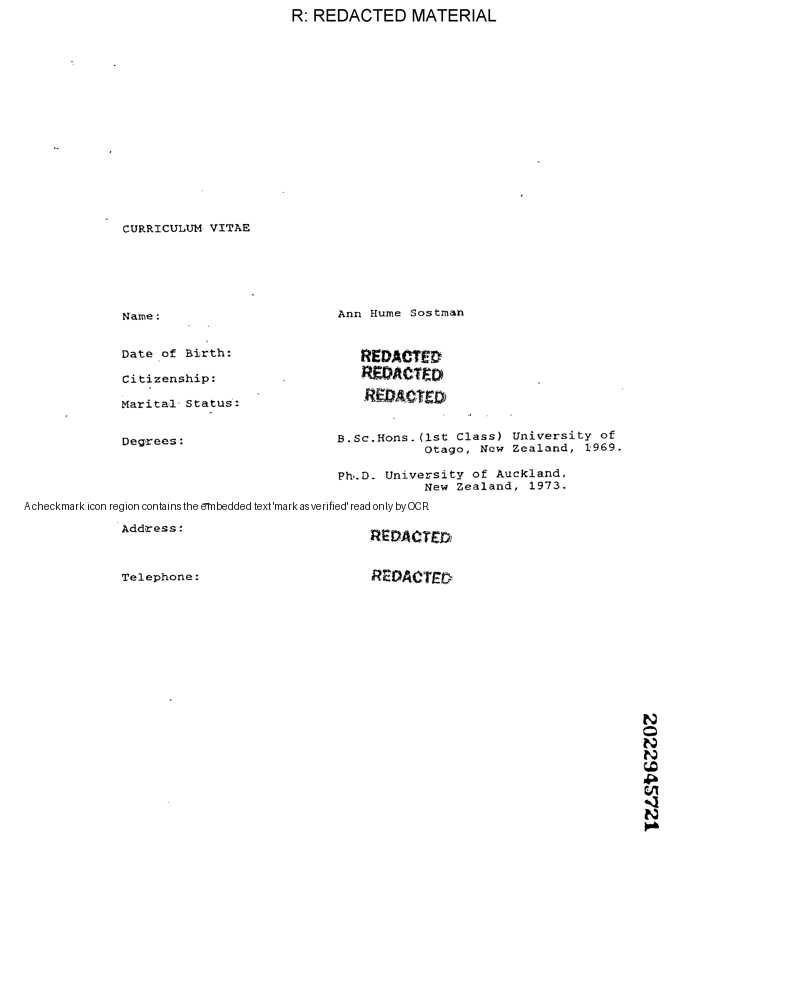 R: REDACTED MATERIAL
CURRICULUM VITAE
Name: Ann Hume Sostman
Date of Birth: REDACTED
Citizenship: REDACTED
Marital Status: REDACTED
Degrees: B.Sc.Hons.(1st Class) University of
Otago, New Zealand, 1969.
Ph.D. University of Auckland,
New Zealand, 1973.
A checkmark icon region contains the embedded text 'mark as verified' read only by OCR.
Address: REDACTED
Telephone: REDACTED
2022945721